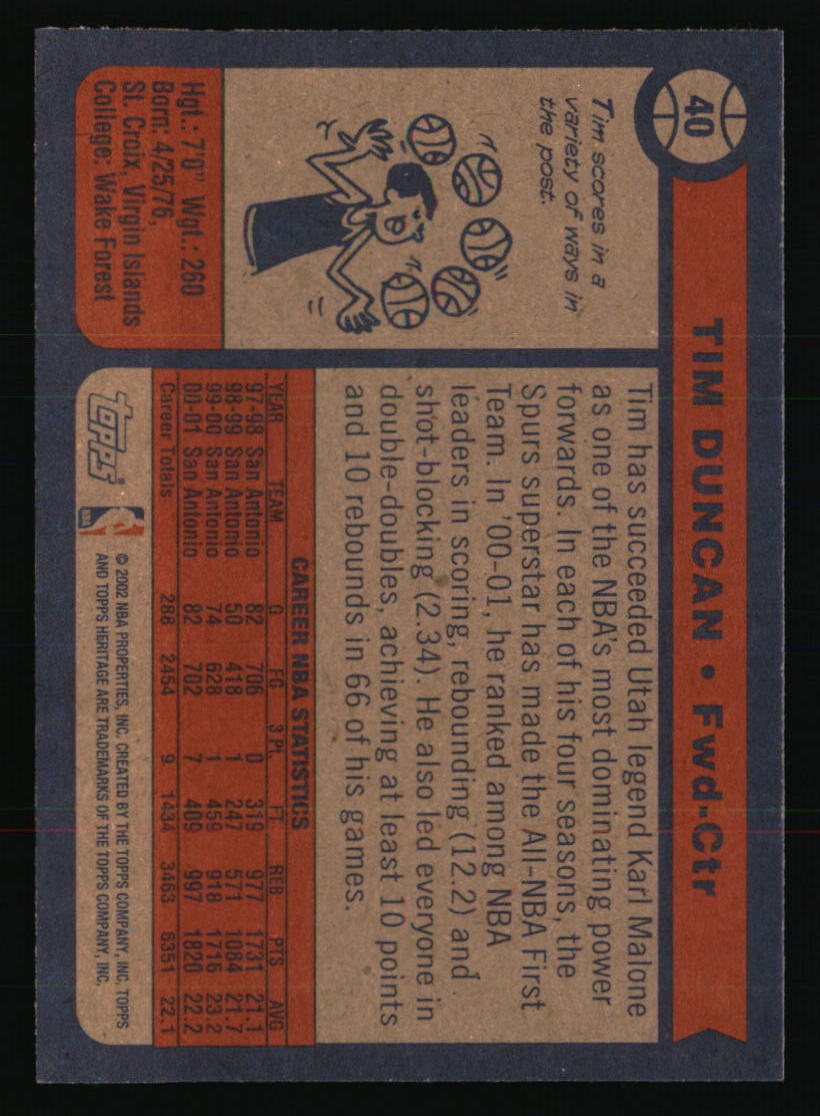 40
TIM DUNCAN • Fwd-Ctr
Tim scores in a
variety of ways in
the post.
Hgt.: 7'0" Wgt.: 260
Born: 4/25/76,
St. Croix, Virgin Islands
College: Wake Forest
Tim has succeeded Utah legend Karl Malone
as one of the NBA's most dominating power
forwards. In each of his four seasons, the
Spurs superstar has made the All-NBA First
Team. In '00-01, he ranked among NBA
leaders in scoring, rebounding (12.2) and
shot-blocking (2.34). He also led everyone in
double-doubles, achieving at least 10 points
and 10 rebounds in 66 of his games.
CAREER NBA STATISTICS
YEAR TEAM G FG 3 Pt. FT REB PTS AVG
97-98 San Antonio 82 706 0 319 977 1731 21.1
98-99 San Antonio 50 418 1 247 571 1084 21.7
99-00 San Antonio 74 628 1 459 918 1716 23.2
00-01 San Antonio 82 702 7 409 997 1820 22.2
Career Totals 288 2454 9 1434 3463 6351 22.1
topps NBA
© 2002 NBA PROPERTIES, INC. CREATED BY THE TOPPS COMPANY, INC. TOPPS
AND TOPPS HERITAGE ARE TRADEMARKS OF THE TOPPS COMPANY, INC.